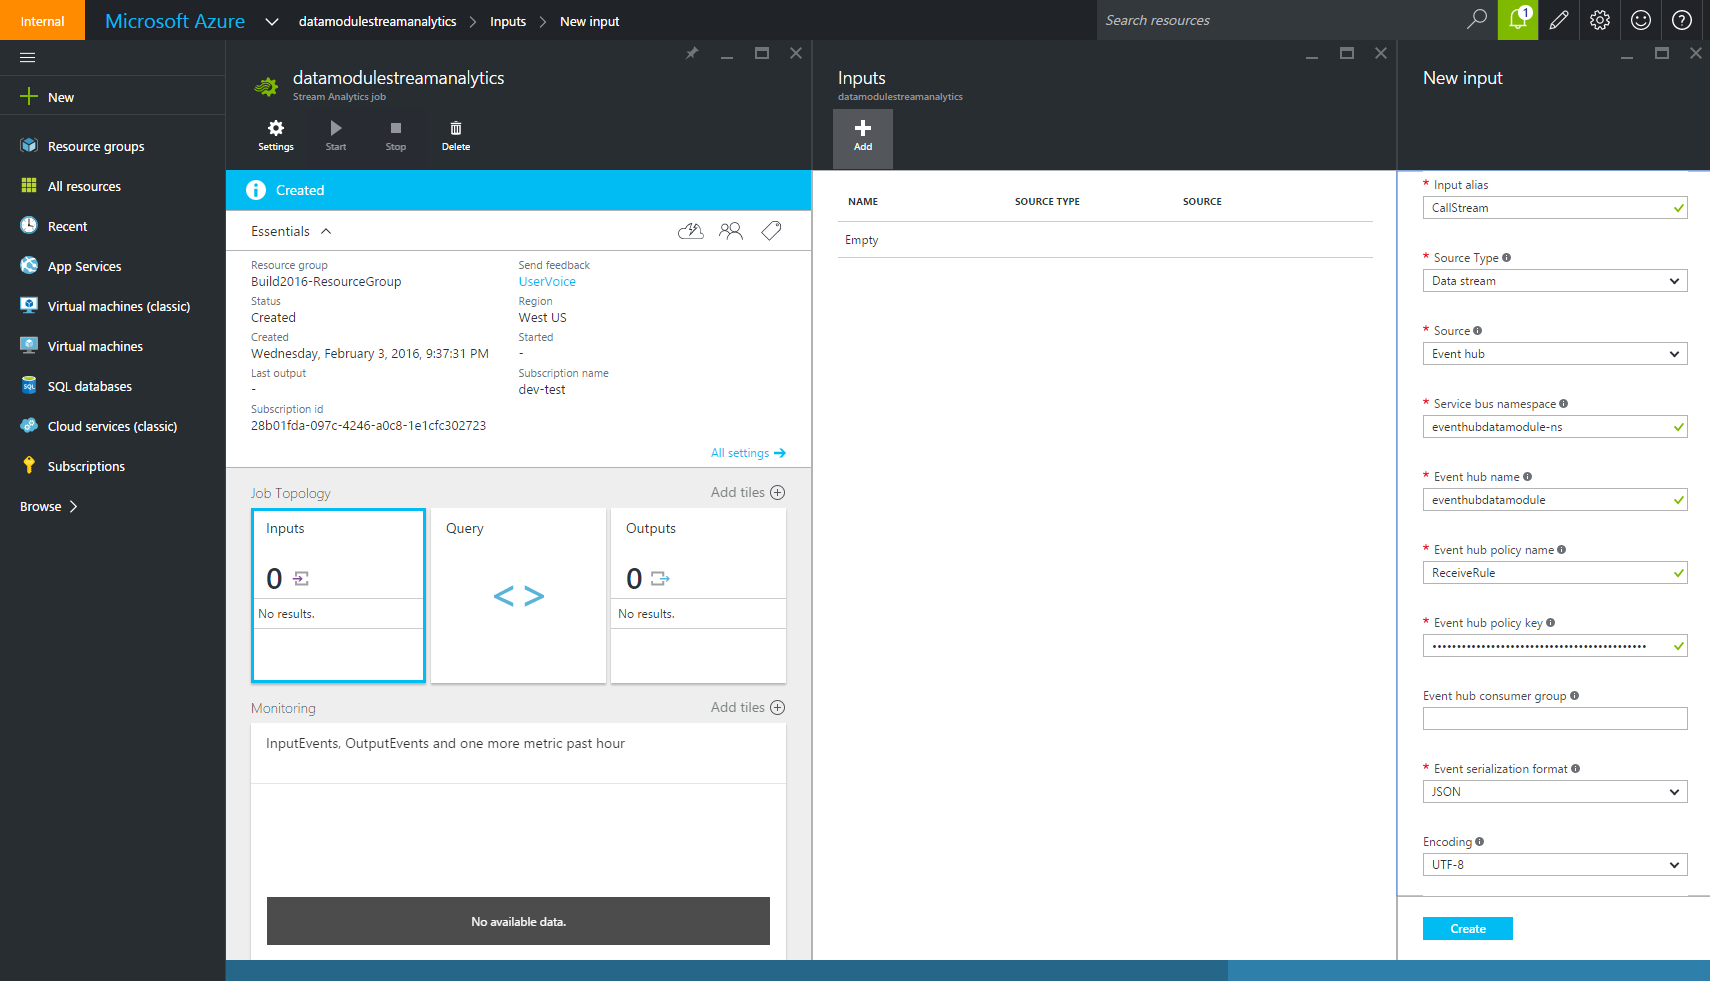 Internal
Microsoft Azure
datamodulestreamanalytics > Inputs > New input
Search resources
1
New
Resource groups
All resources
Recent
App Services
Virtual machines (classic)
Virtual machines
SQL databases
Cloud services (classic)
Subscriptions
Browse >
datamodulestreamanalytics
Stream Analytics job
Settings
Start
Stop
Delete
Created
Essentials
Resource group
Build2016-ResourceGroup
Status
Created
Created
Wednesday, February 3, 2016, 9:37:31 PM
Last output
-
Subscription id
28b01fda-097c-4246-a0c8-1e1cfc302723
Send feedback
UserVoice
Region
West US
Started
-
Subscription name
dev-test
All settings
Job Topology
Add tiles
Inputs
0
No results.
Query
< >
Outputs
0
No results.
Monitoring
Add tiles
InputEvents, OutputEvents and one more metric past hour
No available data.
Inputs
datamodulestreamanalytics
Add
NAME SOURCE TYPE SOURCE
Empty
New input
* Input alias
CallStream
* Source Type
Data stream
* Source
Event hub
* Service bus namespace
eventhubdatamodule-ns
* Event hub name
eventhubdatamodule
* Event hub policy name
ReceiveRule
* Event hub policy key
Event hub consumer group
* Event serialization format
JSON
Encoding
UTF-8
Create